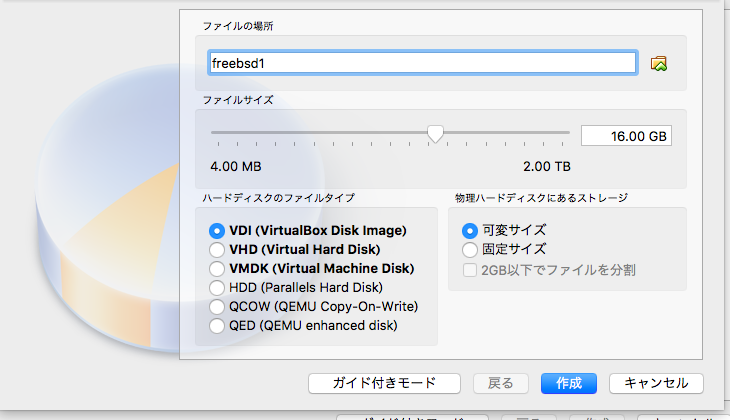 ファイルの場所
freebsd1
ファイルサイズ
16.00 GB
4.00 MB 2.00 TB
ハードディスクのファイルタイプ
VDI (VirtualBox Disk Image)
VHD (Virtual Hard Disk)
VMDK (Virtual Machine Disk)
HDD (Parallels Hard Disk)
QCOW (QEMU Copy-On-Write)
QED (QEMU enhanced disk)
物理ハードディスクにあるストレージ
可変サイズ
固定サイズ
2GB以下でファイルを分割
ガイド付きモード 戻る 作成 キャンセル